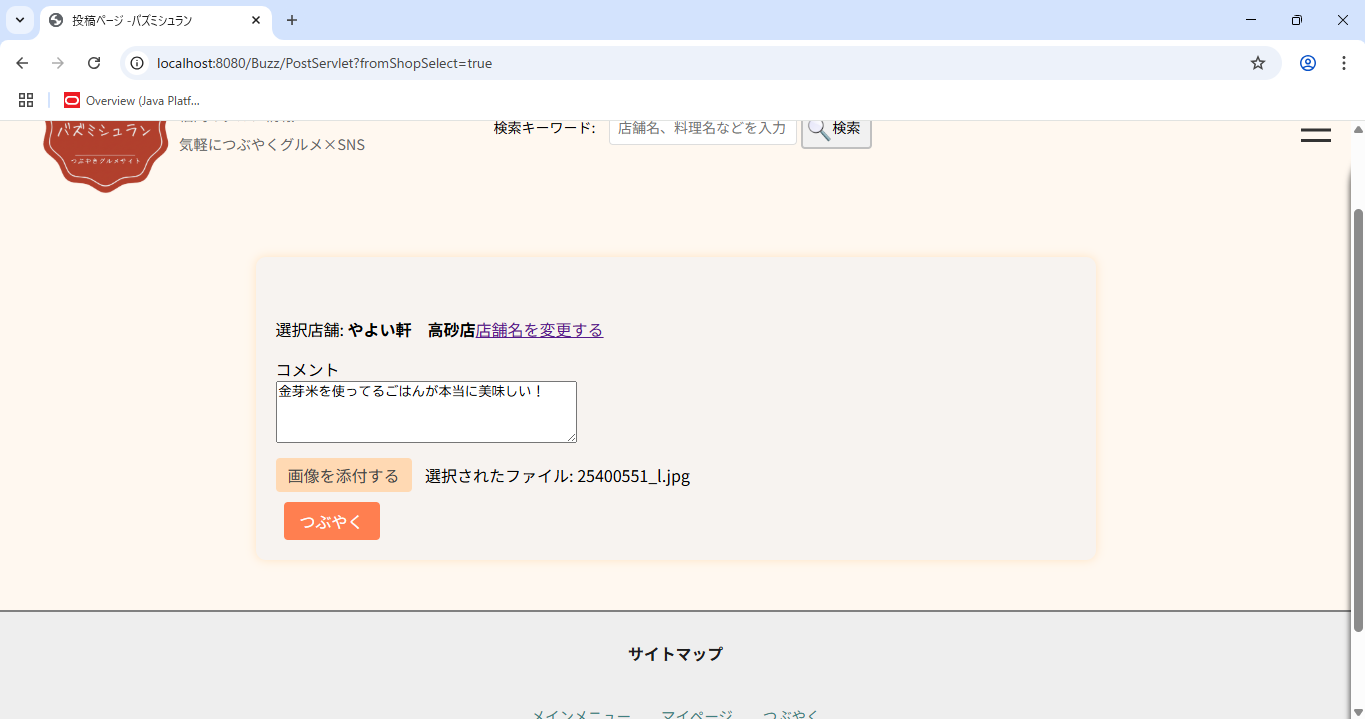 投稿ページ -バズミシュラン
localhost:8080/Buzz/PostServlet?fromShopSelect=true
Overview (Java Platf...
バズミシュラン
つぶやきグルメサイト
気軽につぶやくグルメ×SNS
検索キーワード:
店舗名、料理名などを入力
検索
選択店舗: やよい軒　高砂店店舗名を変更する
コメント
金芽米を使ってるごはんが本当に美味しい！
画像を添付する
選択されたファイル: 25400551_l.jpg
つぶやく
サイトマップ
メインメニュー マイページ つぶやく